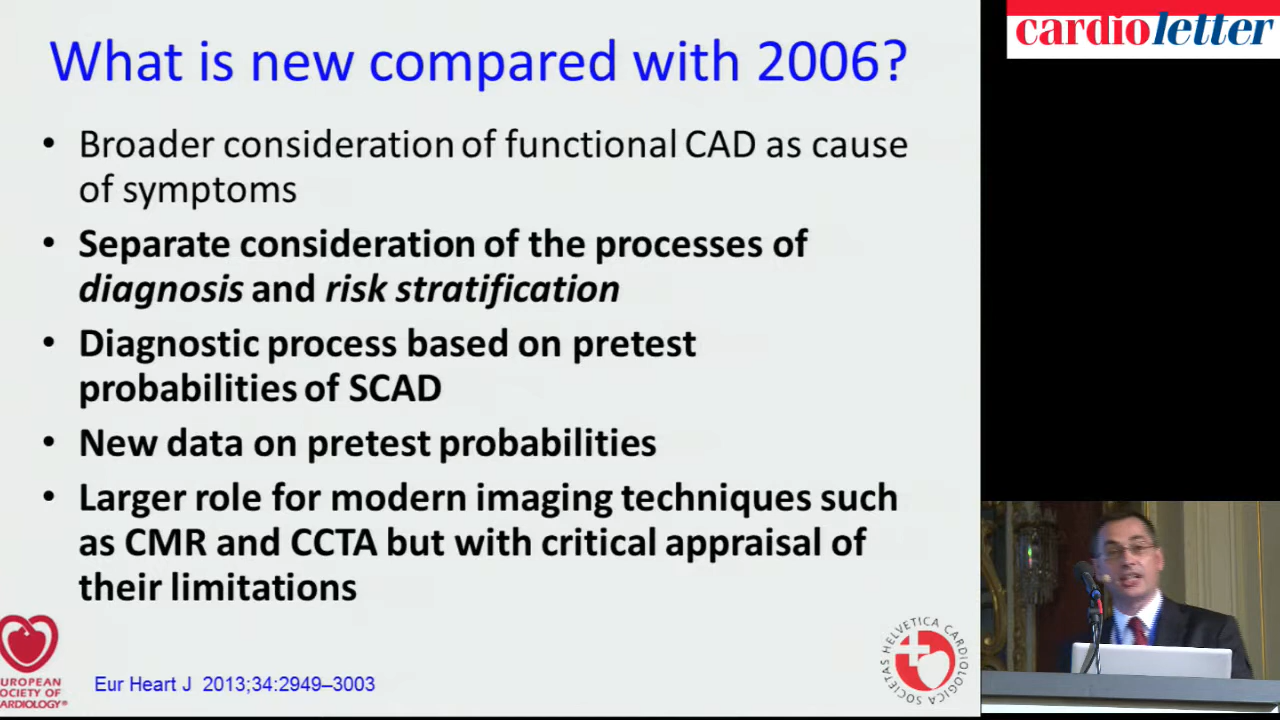 What is new compared with 2006?
cardioletter
• Broader consideration of functional CAD as cause
of symptoms
• Separate consideration of the processes of
diagnosis and risk stratification
• Diagnostic process based on pretest
probabilities of SCAD
• New data on pretest probabilities
• Larger role for modern imaging techniques such
as CMR and CCTA but with critical appraisal of
their limitations
EUROPEAN
SOCIETY OF
CARDIOLOGY®
Eur Heart J 2013;34:2949–3003
SOCIETAS HELVETICA CARDIOLOGICA